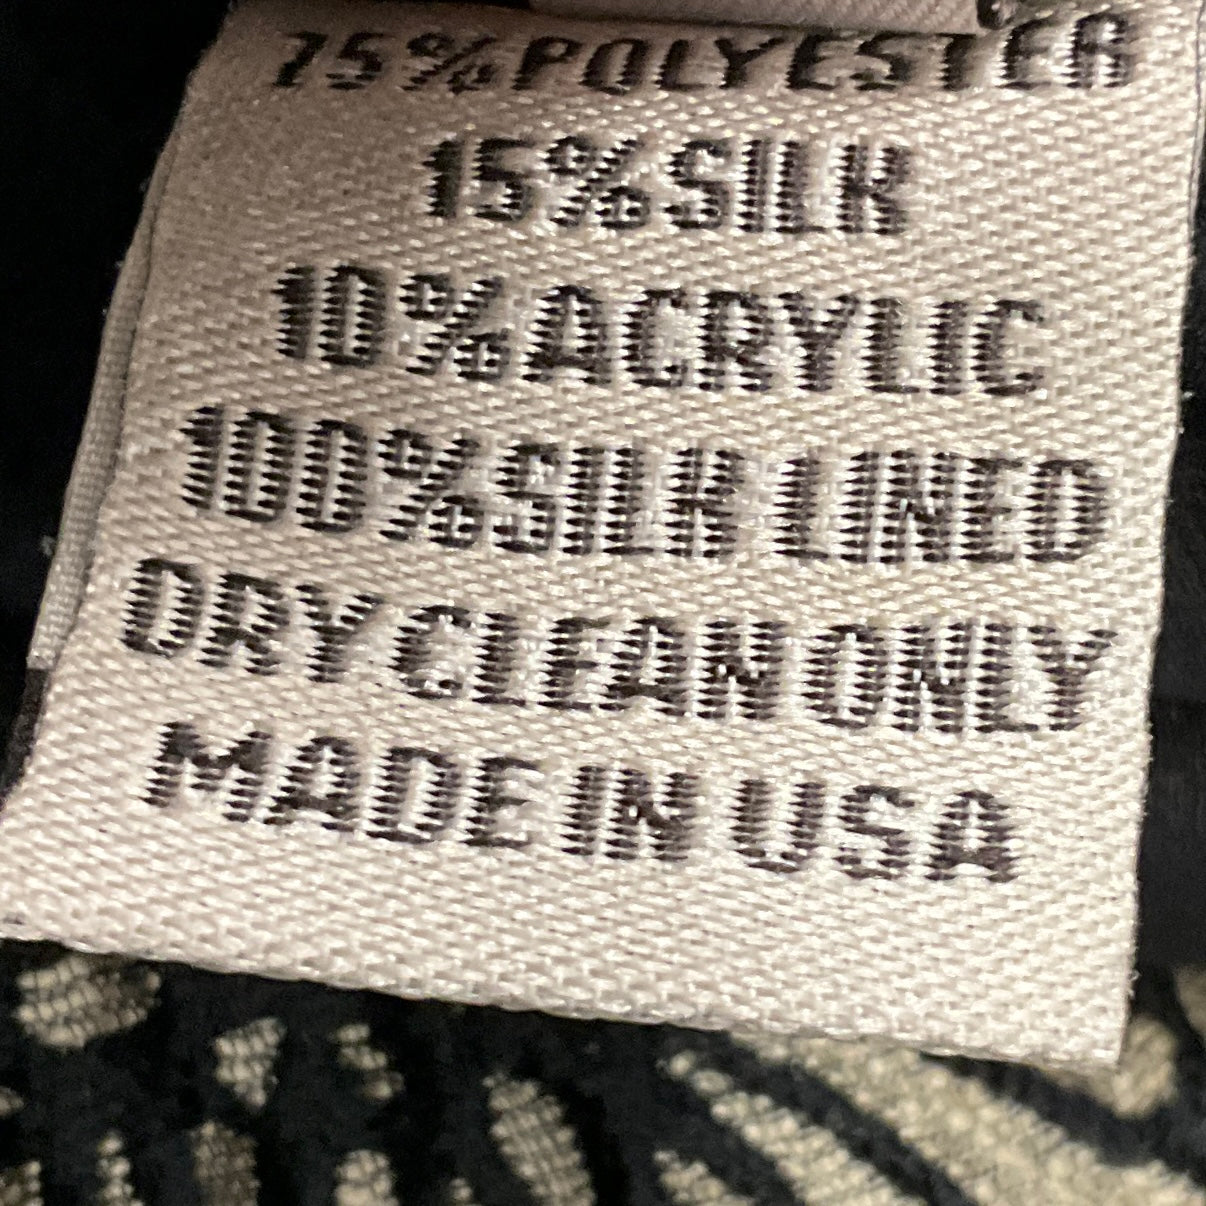 75% POLYESTER
15% SILK
10% ACRYLIC
100% SILK LINED
DRY CLEAN ONLY
MADE IN USA